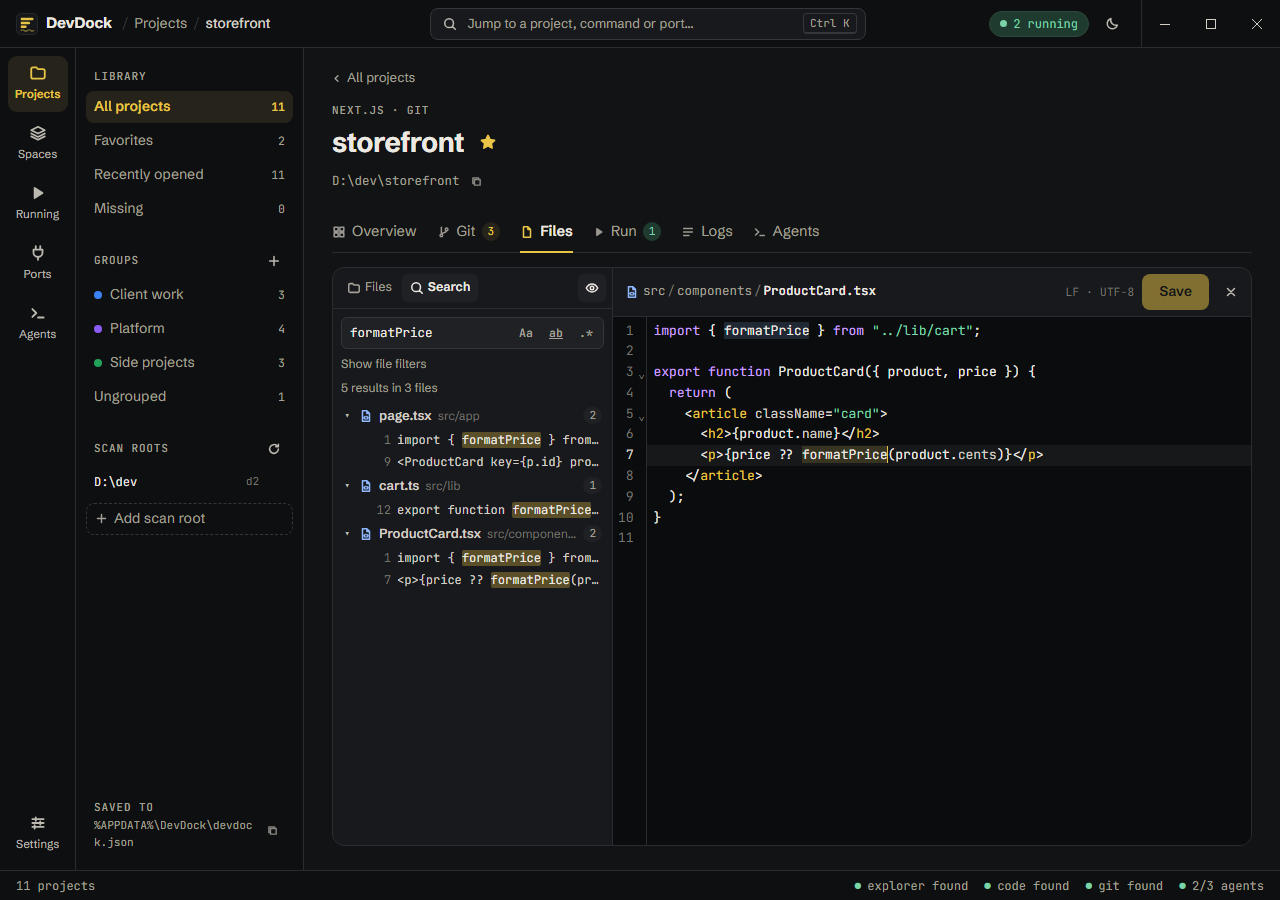 DevDock / Projects / storefront
Jump to a project, command or port...
Ctrl K
2 running
Projects
Spaces
Running
Ports
Agents
Settings
LIBRARY
All projects 11
Favorites 2
Recently opened 11
Missing 0
GROUPS +
Client work 3
Platform 4
Side projects 3
Ungrouped 1
SCAN ROOTS
D:\dev d2
+ Add scan root
SAVED TO
%APPDATA%\DevDock\devdoc
k.json
‹ All projects
NEXT.JS · GIT
storefront
D:\dev\storefront
Overview Git 3 Files Run 1 Logs Agents
Files Search
formatPrice Aa ab .*
Show file filters
5 results in 3 files
page.tsx src/app 2
1 import { formatPrice } from…
9 <ProductCard key={p.id} pro…
cart.ts src/lib 1
12 export function formatPrice…
ProductCard.tsx src/componen… 2
1 import { formatPrice } from…
7 <p>{price ?? formatPrice(pr…
src/components/ProductCard.tsx
LF · UTF-8 Save
1 import { formatPrice } from "../lib/cart";
2
3 export function ProductCard({ product, price }) {
4 return (
5 <article className="card">
6 <h2>{product.name}</h2>
7 <p>{price ?? formatPrice(product.cents)}</p>
8 </article>
9 );
10 }
11
11 projects
explorer found code found git found 2/3 agents